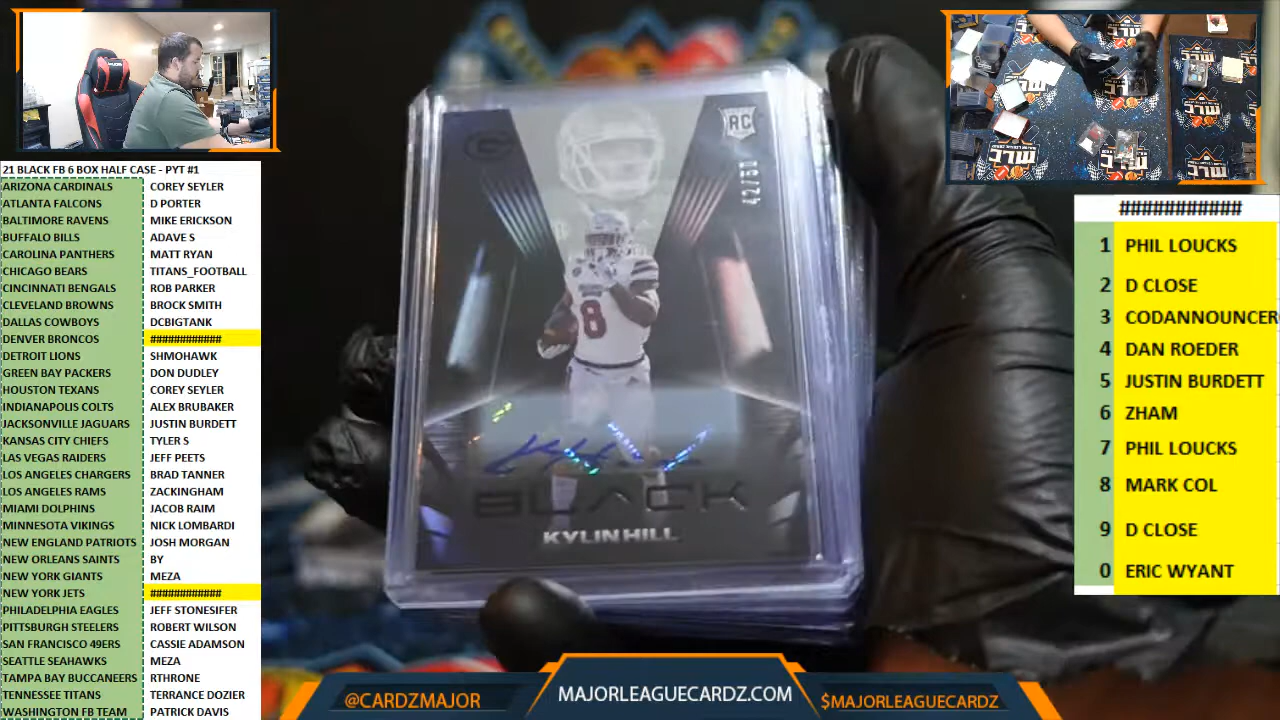 21 BLACK FB 6 BOX HALF CASE - PYT #1
ARIZONA CARDINALS COREY SEYLER
ATLANTA FALCONS D PORTER
BALTIMORE RAVENS MIKE ERICKSON
BUFFALO BILLS ADAVE S
CAROLINA PANTHERS MATT RYAN
CHICAGO BEARS TITANS_FOOTBALL
CINCINNATI BENGALS ROB PARKER
CLEVELAND BROWNS BROCK SMITH
DALLAS COWBOYS DCBIGTANK
DENVER BRONCOS ############
DETROIT LIONS SHMOHAWK
GREEN BAY PACKERS DON DUDLEY
HOUSTON TEXANS COREY SEYLER
INDIANAPOLIS COLTS ALEX BRUBAKER
JACKSONVILLE JAGUARS JUSTIN BURDETT
KANSAS CITY CHIEFS TYLER S
LAS VEGAS RAIDERS JEFF PEETS
LOS ANGELES CHARGERS BRAD TANNER
LOS ANGELES RAMS ZACKINGHAM
MIAMI DOLPHINS JACOB RAIM
MINNESOTA VIKINGS NICK LOMBARDI
NEW ENGLAND PATRIOTS JOSH MORGAN
NEW ORLEANS SAINTS BY
NEW YORK GIANTS MEZA
NEW YORK JETS ############
PHILADELPHIA EAGLES JEFF STONESIFER
PITTSBURGH STEELERS ROBERT WILSON
SAN FRANCISCO 49ERS CASSIE ADAMSON
SEATTLE SEAHAWKS MEZA
TAMPA BAY BUCCANEERS RTHRONE
TENNESSEE TITANS TERRANCE DOZIER
WASHINGTON FB TEAM PATRICK DAVIS
G
RC
42/50
8
BLACK
KYLIN HILL
###########
1 PHIL LOUCKS
2 D CLOSE
3 CODANNOUNCER
4 DAN ROEDER
5 JUSTIN BURDETT
6 ZHAM
7 PHIL LOUCKS
8 MARK COL
9 D CLOSE
0 ERIC WYANT
@CARDZMAJOR
MAJORLEAGUECARDZ.COM
$MAJORLEAGUECARDZ